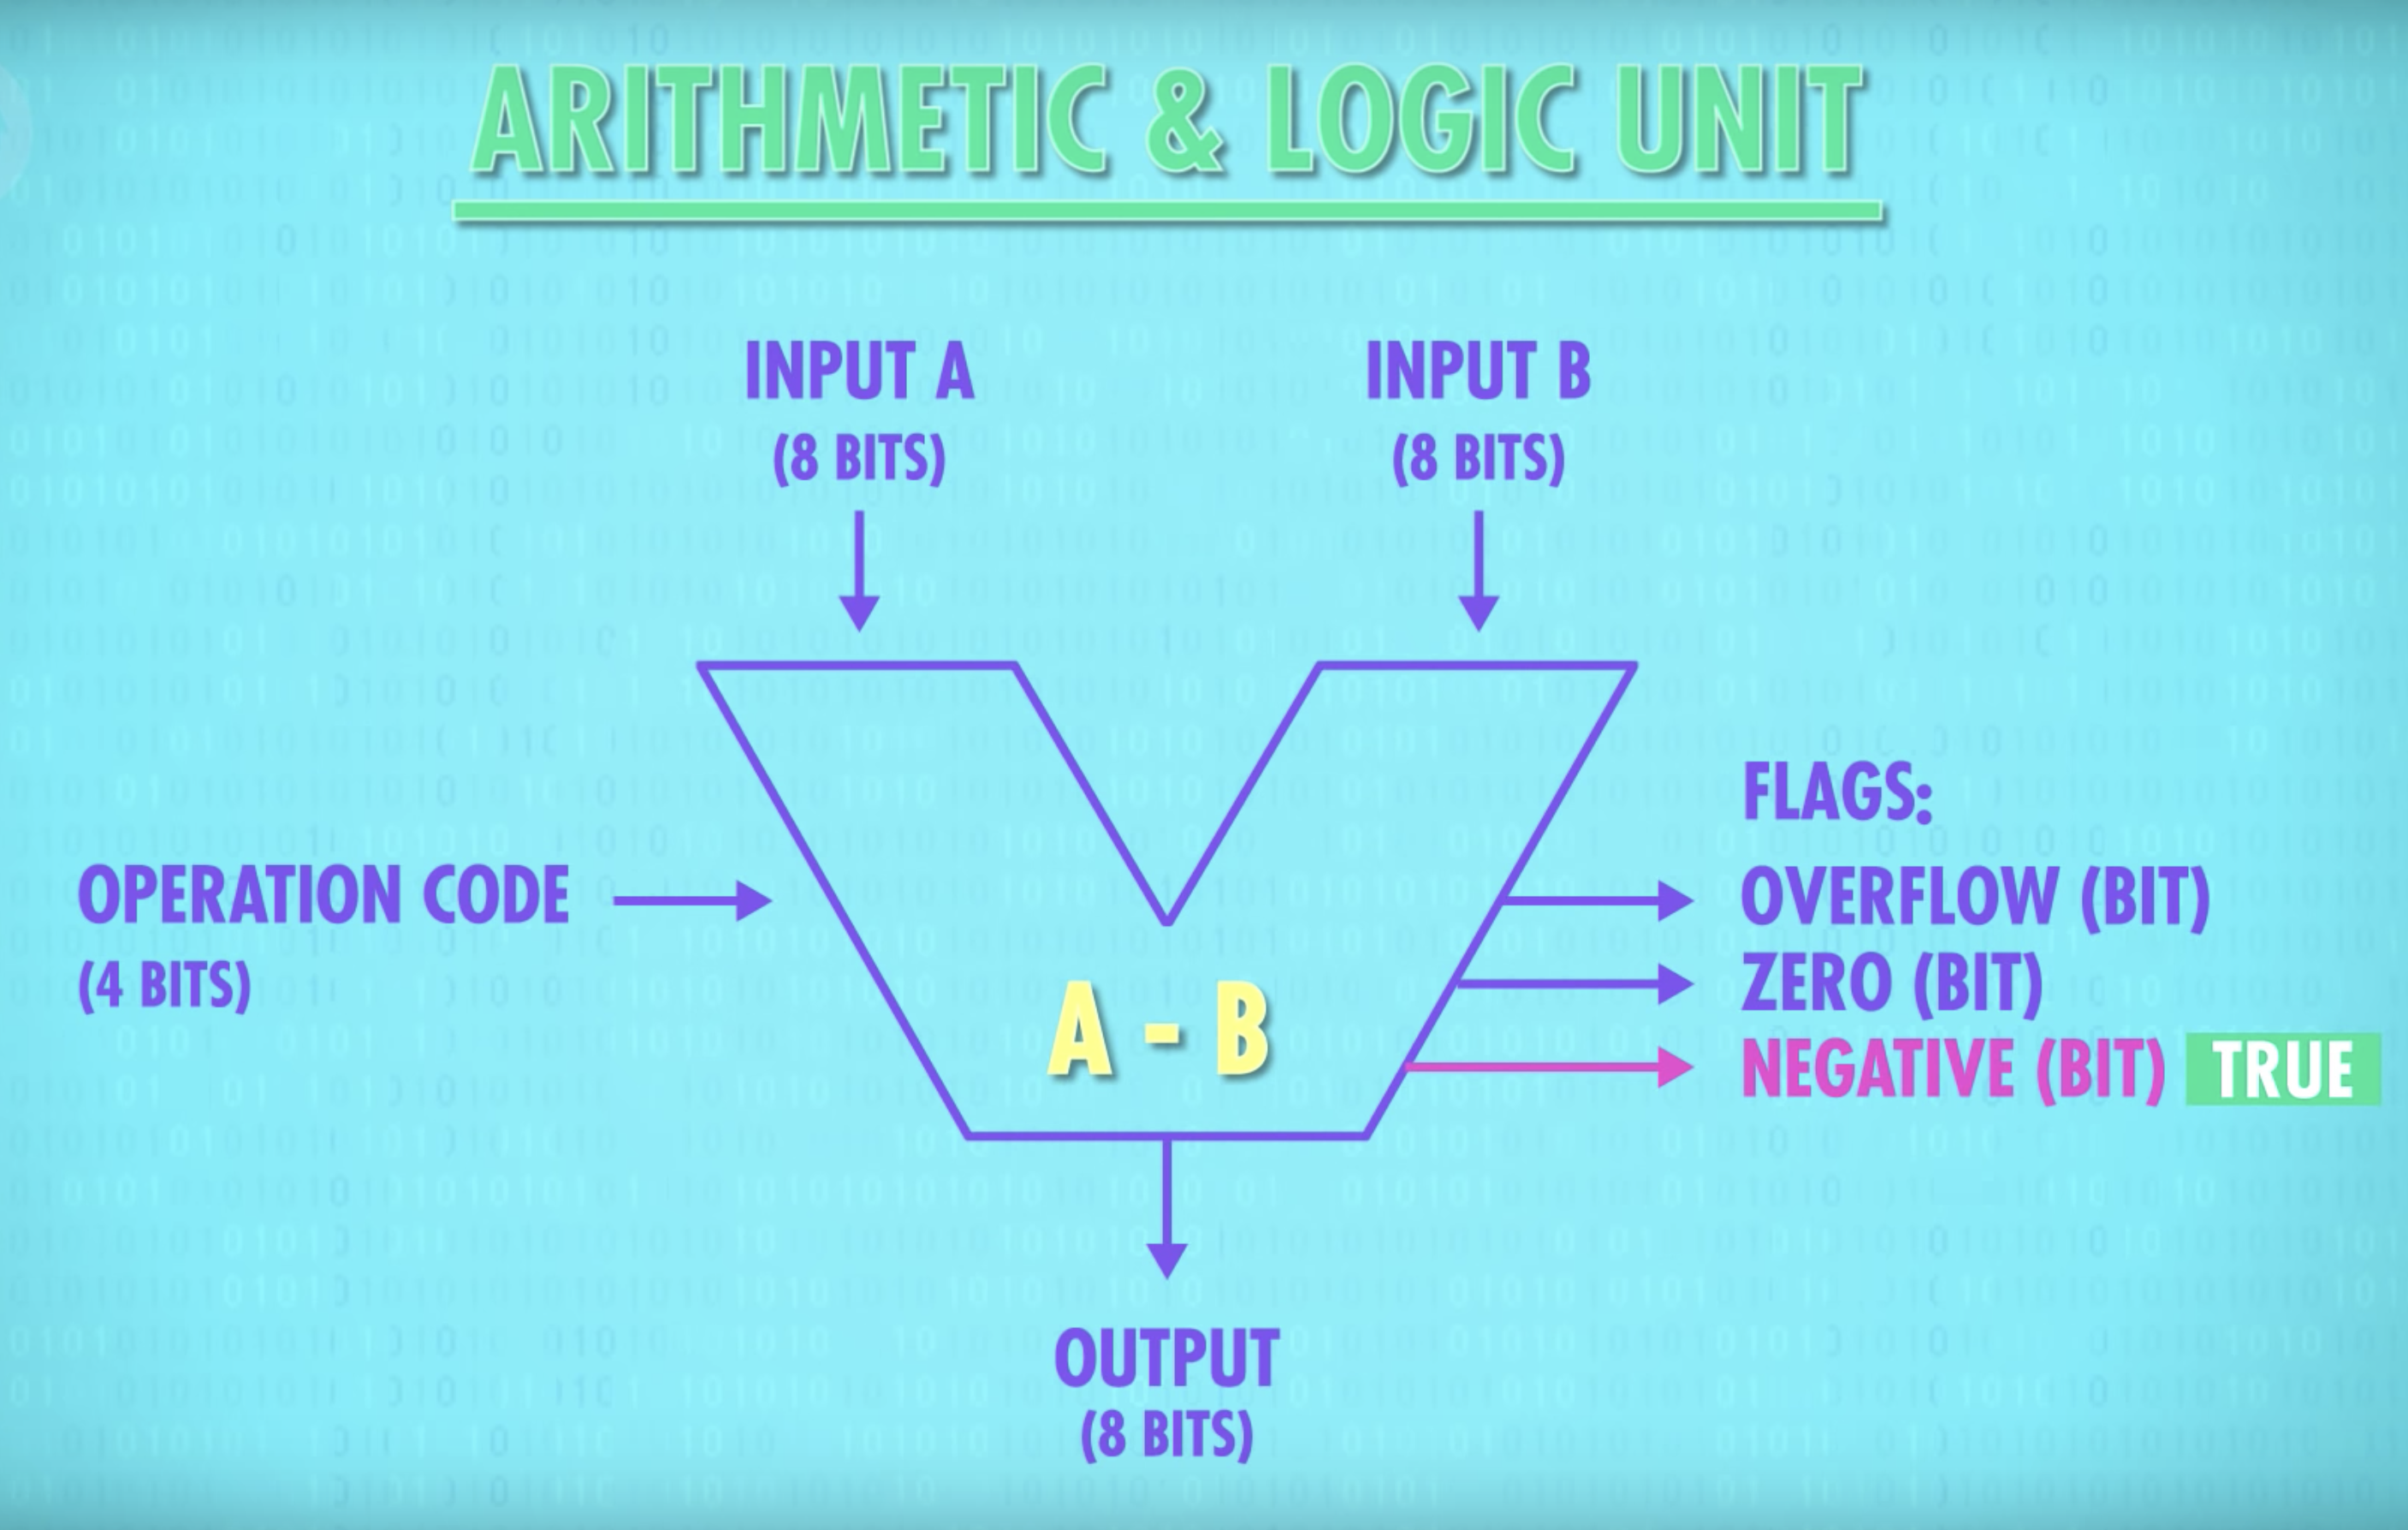 ARITHMETIC & LOGIC UNIT
INPUT A
(8 BITS)
INPUT B
(8 BITS)
OPERATION CODE
(4 BITS)
A - B
FLAGS:
OVERFLOW (BIT)
ZERO (BIT)
NEGATIVE (BIT) TRUE
OUTPUT
(8 BITS)